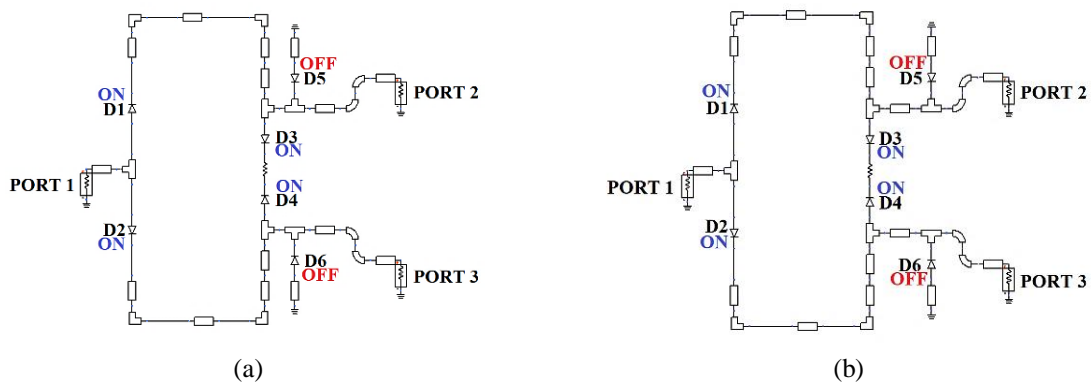 OFF
D5
ON
D1
PORT 2
D3
ON
PORT 1
ON
D4
D2
ON
D6
OFF
PORT 3
(a)
OFF
D5
ON
D1
PORT 2
D3
ON
PORT 1
ON
D4
D2
ON
D6
OFF
PORT 3
(b)